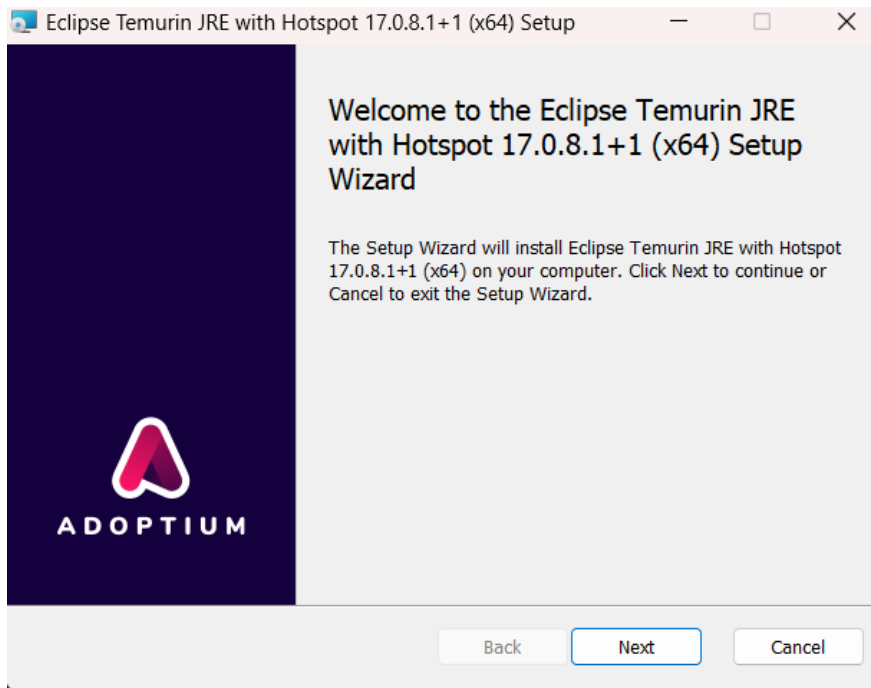 Eclipse Temurin JRE with Hotspot 17.0.8.1+1 (x64) Setup
Welcome to the Eclipse Temurin JRE
with Hotspot 17.0.8.1+1 (x64) Setup
Wizard
The Setup Wizard will install Eclipse Temurin JRE with Hotspot
17.0.8.1+1 (x64) on your computer. Click Next to continue or
Cancel to exit the Setup Wizard.
ADOPTIUM
Back Next Cancel